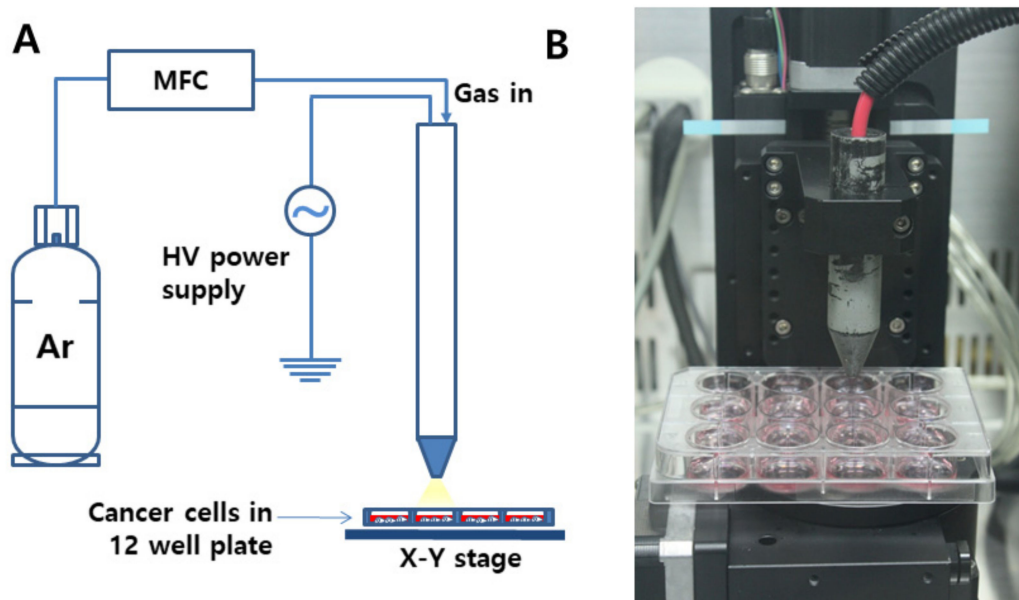 A
MFC
Gas in
HV power
supply
Ar
Cancer cells in
12 well plate
X-Y stage
B